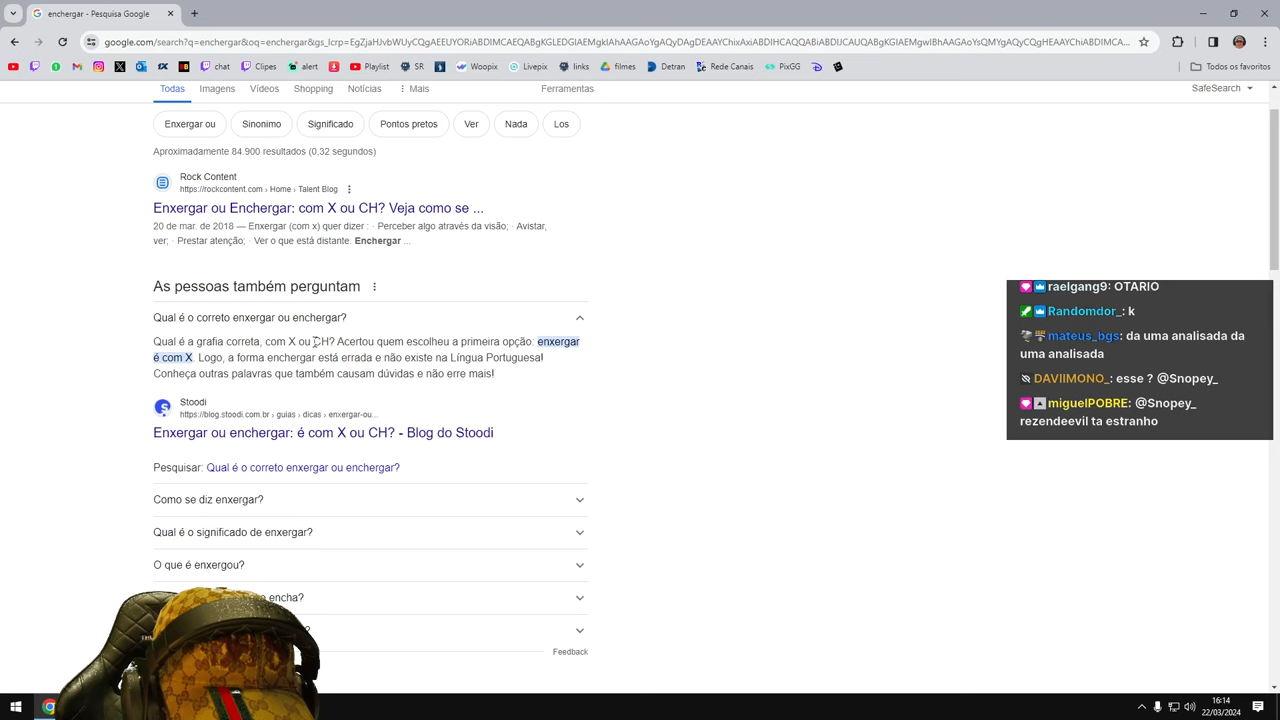 enchergar - Pesquisa Google
google.com/search?q=enchergar&oq=enchergar&gs_lcrp=
alert
Playlist
SR
Woopix
Livepix
links
filmes
Detran
Rede Canais
PixGG
chatv
Clipes
Todos os favoritos
Todas
Imagens
Vídeos
Shopping
Notícias
Mais
Ferramentas
SafeSearch
Enxergar ou
Sinonimo
Significado
Pontos pretos
Ver
Nada
Los
Aproximadamente 84.900 resultados (0,32 segundos)
Rock Content
https://rockcontent.com › Home › Talent Blog
Enxergar ou Enchergar: com X ou CH? Veja como se ...
20 de mar. de 2018 — Enxergar (com x) quer dizer : · Perceber algo através da visão; · Avistar,
ver; · Prestar atenção; · Ver o que está distante. Enchergar ...
As pessoas também perguntam
Qual é o correto enxergar ou enchergar?
Qual é a grafia correta, com X ou CH? Acertou quem escolheu a primeira opção: enxergar
é com X. Logo, a forma enchergar está errada e não existe na Língua Portuguesa!
Conheça outras palavras que também causam dúvidas e não erre mais!
Stoodi
https://blog.stoodi.com.br › guias › dicas › enxergar-ou...
Enxergar ou enchergar: é com X ou CH? - Blog do Stoodi
Pesquisar: Qual é o correto enxergar ou enchergar?
Como se diz enxergar?
Qual é o significado de enxergar?
O que é enxergou?
encha?
?
Feedback
raelgang9: OTARIO
Randomdor_: k
mateus_bgs: da uma analisada da
uma analisada
DAVIIMONO_: esse ? @Snopey_
miguelPOBRE: @Snopey_
rezendeevil ta estranho
16:14
22/03/2024